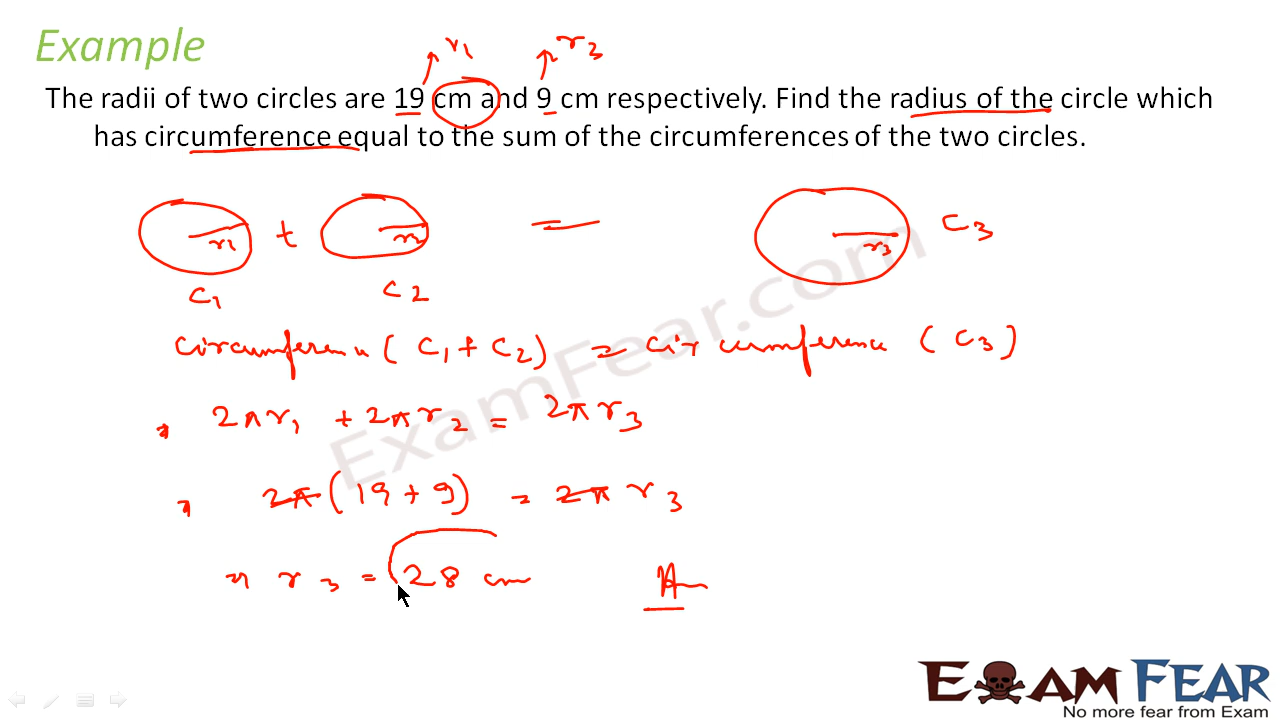 Example
r1 r3
The radii of two circles are 19 cm and 9 cm respectively. Find the radius of the circle which
has circumference equal to the sum of the circumferences of the two circles.
r1 + r2 = r3 C3
C1 C2
circumference ( C1 + C2 ) = circumference ( C3 )
2πr1 + 2πr2 = 2πr3
2π ( 19 + 9 ) = 2π r3
⇒ r3 = 28 cm
ExamFear.com
EXAM FEAR
No more fear from Exam